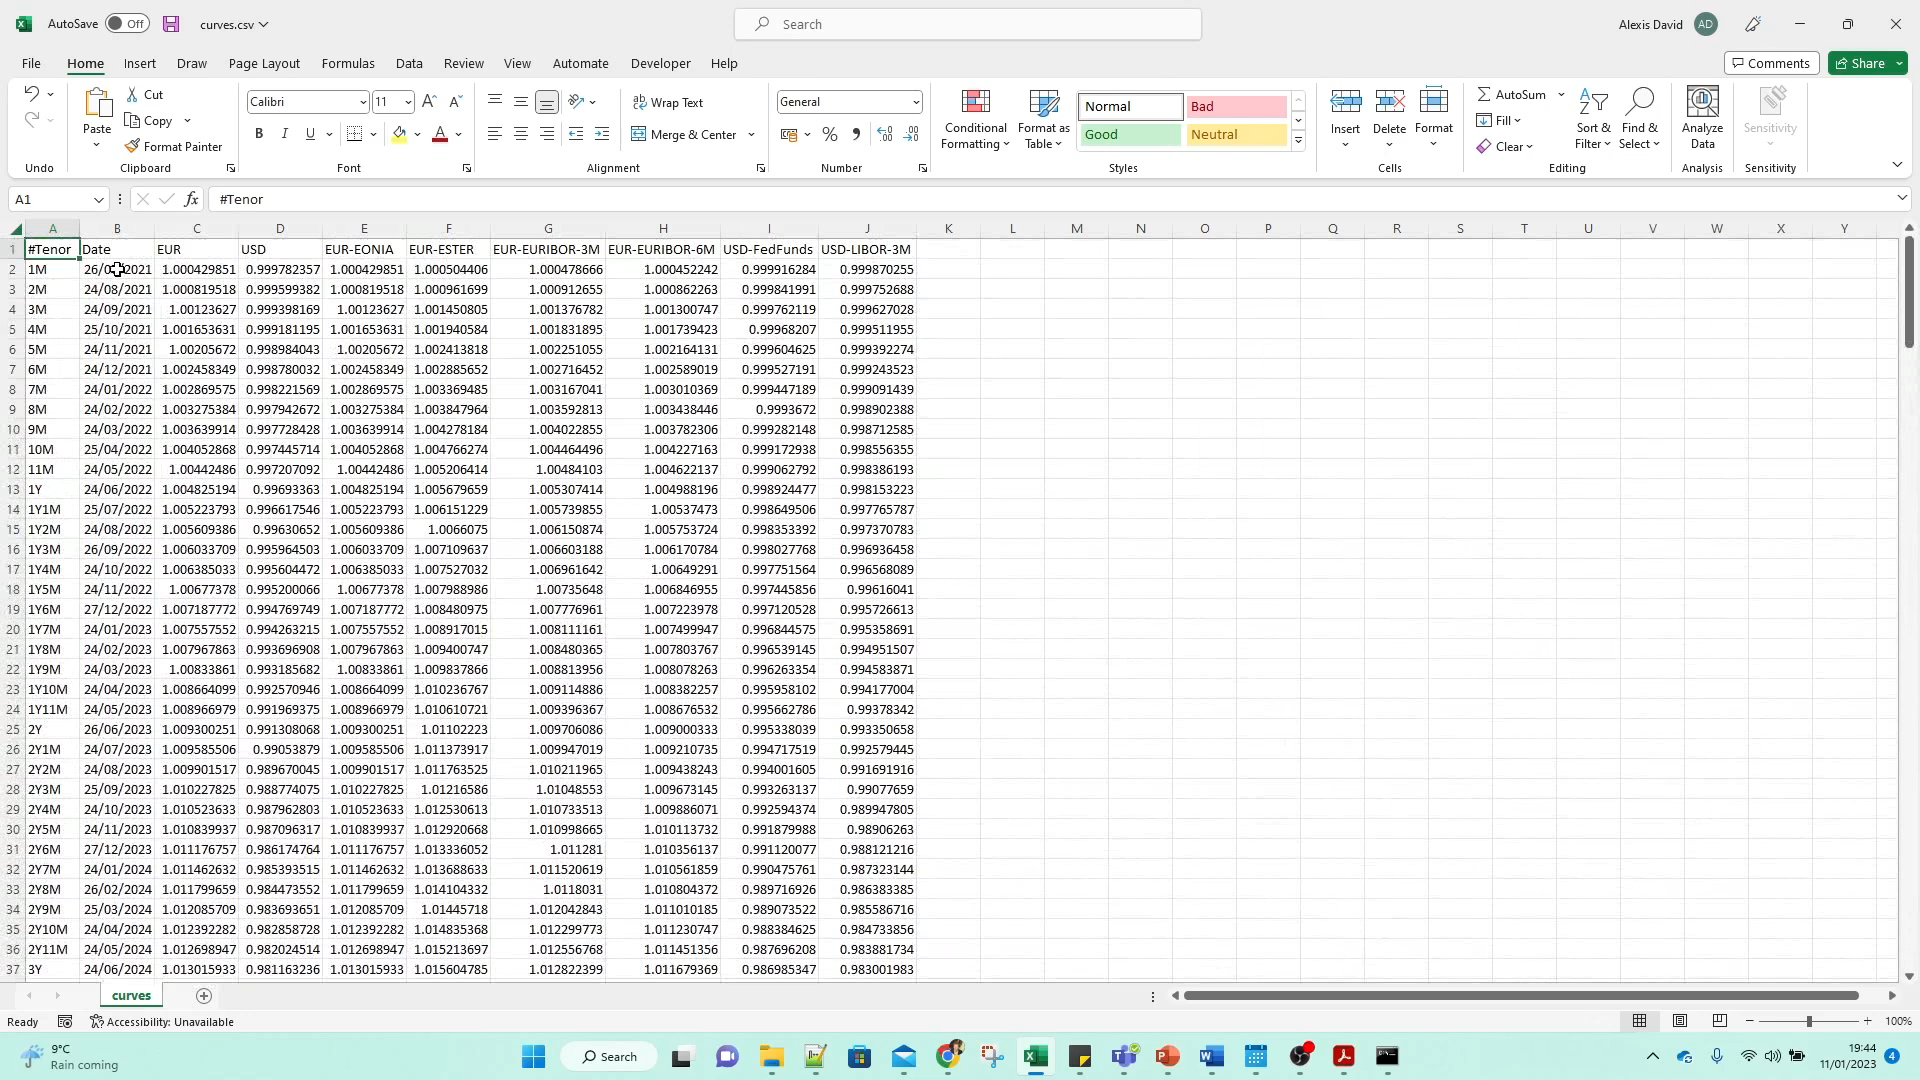 AutoSave Off curves.csv Search Alexis David AD
File Home Insert Draw Page Layout Formulas Data Review View Automate Developer Help Comments Share
Paste Cut Copy Format Painter
Calibri 11 B I U A
Wrap Text Merge & Center
General % ,
Conditional Formatting Format as Table
Normal Bad
Good Neutral
Insert Delete Format
AutoSum Fill Clear
Sort & Filter Find & Select
Analyze Data
Sensitivity
Undo Clipboard Font Alignment Number Styles Cells Editing Analysis Sensitivity
A1 fx #Tenor
A B C D E F G H I J K L M N O P Q R S T U V W X Y
1 #Tenor Date EUR USD EUR-EONIA EUR-ESTER EUR-EURIBOR-3M EUR-EURIBOR-6M USD-FedFunds USD-LIBOR-3M
2 1M 1.000429851 0.999782357 1.000429851 1.000504406 1.000478666 1.000452242 0.999916284 0.999870255
3 2M 24/08/2021 1.000819518 0.999599382 1.000819518 1.000961699 1.000912655 1.000862263 0.999841991 0.999752688
4 3M 24/09/2021 1.00123627 0.999398169 1.00123627 1.001450805 1.001376782 1.001300747 0.999762119 0.999627028
5 4M 25/10/2021 1.001653631 0.999181195 1.001653631 1.001940584 1.001831895 1.001739423 0.99968207 0.999511955
6 5M 24/11/2021 1.00205672 0.998984043 1.00205672 1.002413818 1.002251055 1.002164131 0.999604625 0.999392274
7 6M 24/12/2021 1.002458349 0.998780032 1.002458349 1.002885652 1.002716452 1.002589019 0.999527191 0.999243523
8 7M 24/01/2022 1.002869575 0.998221569 1.002869575 1.003369485 1.003167041 1.003010369 0.999447189 0.999091439
9 8M 24/02/2022 1.003275384 0.997942672 1.003275384 1.003847964 1.003592813 1.003438446 0.9993672 0.998902388
10 9M 24/03/2022 1.003639914 0.997728428 1.003639914 1.004278184 1.004022855 1.003782306 0.999282148 0.998712585
11 10M 25/04/2022 1.004052868 0.997445714 1.004052868 1.004766274 1.004464496 1.004227163 0.999172938 0.998556355
12 11M 24/05/2022 1.00442486 0.997207092 1.00442486 1.005206414 1.00484103 1.004622137 0.999062792 0.998386193
13 1Y 24/06/2022 1.004825194 0.99693363 1.004825194 1.005679659 1.005307414 1.004988196 0.998924477 0.998153223
14 1Y1M 25/07/2022 1.005223793 0.996617546 1.005223793 1.006151229 1.005739855 1.00537473 0.998649506 0.997765787
15 1Y2M 24/08/2022 1.005609386 0.99630652 1.005609386 1.0066075 1.006150874 1.005753724 0.998353392 0.997370783
16 1Y3M 26/09/2022 1.006033709 0.995964503 1.006033709 1.007109637 1.006603188 1.006170784 0.998027768 0.996936458
17 1Y4M 24/10/2022 1.006385033 0.995604472 1.006385033 1.007527032 1.006961642 1.00649291 0.997751564 0.996568089
18 1Y5M 24/11/2022 1.00677378 0.995200066 1.00677378 1.007988986 1.00735648 1.006846955 0.997445856 0.99616041
19 1Y6M 27/12/2022 1.007187772 0.994769749 1.007187772 1.008480975 1.007776961 1.007223978 0.997120528 0.995726613
20 1Y7M 24/01/2023 1.007557552 0.994263215 1.007557552 1.008917015 1.008111161 1.007499947 0.996844575 0.995358691
21 1Y8M 24/02/2023 1.007967863 0.993696908 1.007967863 1.009400747 1.008480365 1.007803767 0.996539145 0.994951507
22 1Y9M 24/03/2023 1.00833861 0.993185682 1.00833861 1.009837866 1.008813956 1.008078263 0.996263354 0.994583871
23 1Y10M 24/04/2023 1.008664099 0.992570946 1.008664099 1.010236767 1.009114886 1.008382257 0.995958102 0.994177004
24 1Y11M 24/05/2023 1.008966979 0.991969375 1.008966979 1.010610721 1.009396367 1.008676532 0.995662786 0.99378342
25 2Y 26/06/2023 1.009300251 0.991308068 1.009300251 1.01102223 1.009706086 1.009000333 0.995338039 0.993350658
26 2Y1M 24/07/2023 1.009585506 0.99053879 1.009585506 1.011373917 1.009947019 1.009210735 0.994717519 0.992579445
27 2Y2M 24/08/2023 1.009901517 0.989670045 1.009901517 1.011763525 1.010211965 1.009438243 0.994001605 0.991691916
28 2Y3M 25/09/2023 1.010227825 0.988774075 1.010227825 1.01216586 1.01048553 1.009673145 0.993263137 0.99077659
29 2Y4M 24/10/2023 1.010523633 0.987962803 1.010523633 1.012530613 1.010733513 1.009886071 0.992594374 0.989947805
30 2Y5M 24/11/2023 1.010839937 0.987096317 1.010839937 1.012920668 1.010998665 1.010113732 0.991879988 0.98906263
31 2Y6M 27/12/2023 1.011176757 0.986174764 1.011176757 1.013336052 1.011281 1.010356137 0.991120077 0.988121216
32 2Y7M 24/01/2024 1.011462632 0.985393515 1.011462632 1.013688633 1.011520619 1.010561859 0.990475761 0.987323144
33 2Y8M 26/02/2024 1.011799659 0.984473552 1.011799659 1.014104332 1.0118031 1.010804372 0.989716926 0.986383385
34 2Y9M 25/03/2024 1.012085709 0.983693651 1.012085709 1.01445718 1.012042843 1.011010185 0.989073522 0.985586716
35 2Y10M 24/04/2024 1.012392282 0.982858728 1.012392282 1.014835368 1.012299773 1.011230747 0.988384625 0.984733856
36 2Y11M 24/05/2024 1.012698947 0.982024514 1.012698947 1.015213697 1.012556768 1.011451356 0.987696208 0.983881734
37 3Y 24/06/2024 1.013015933 0.981163236 1.013015933 1.015604785 1.012822399 1.011679369 0.986985347 0.983001983
curves
Ready Accessibility: Unavailable 100%
9°C
Rain coming
Search
19:44
11/01/2023 4